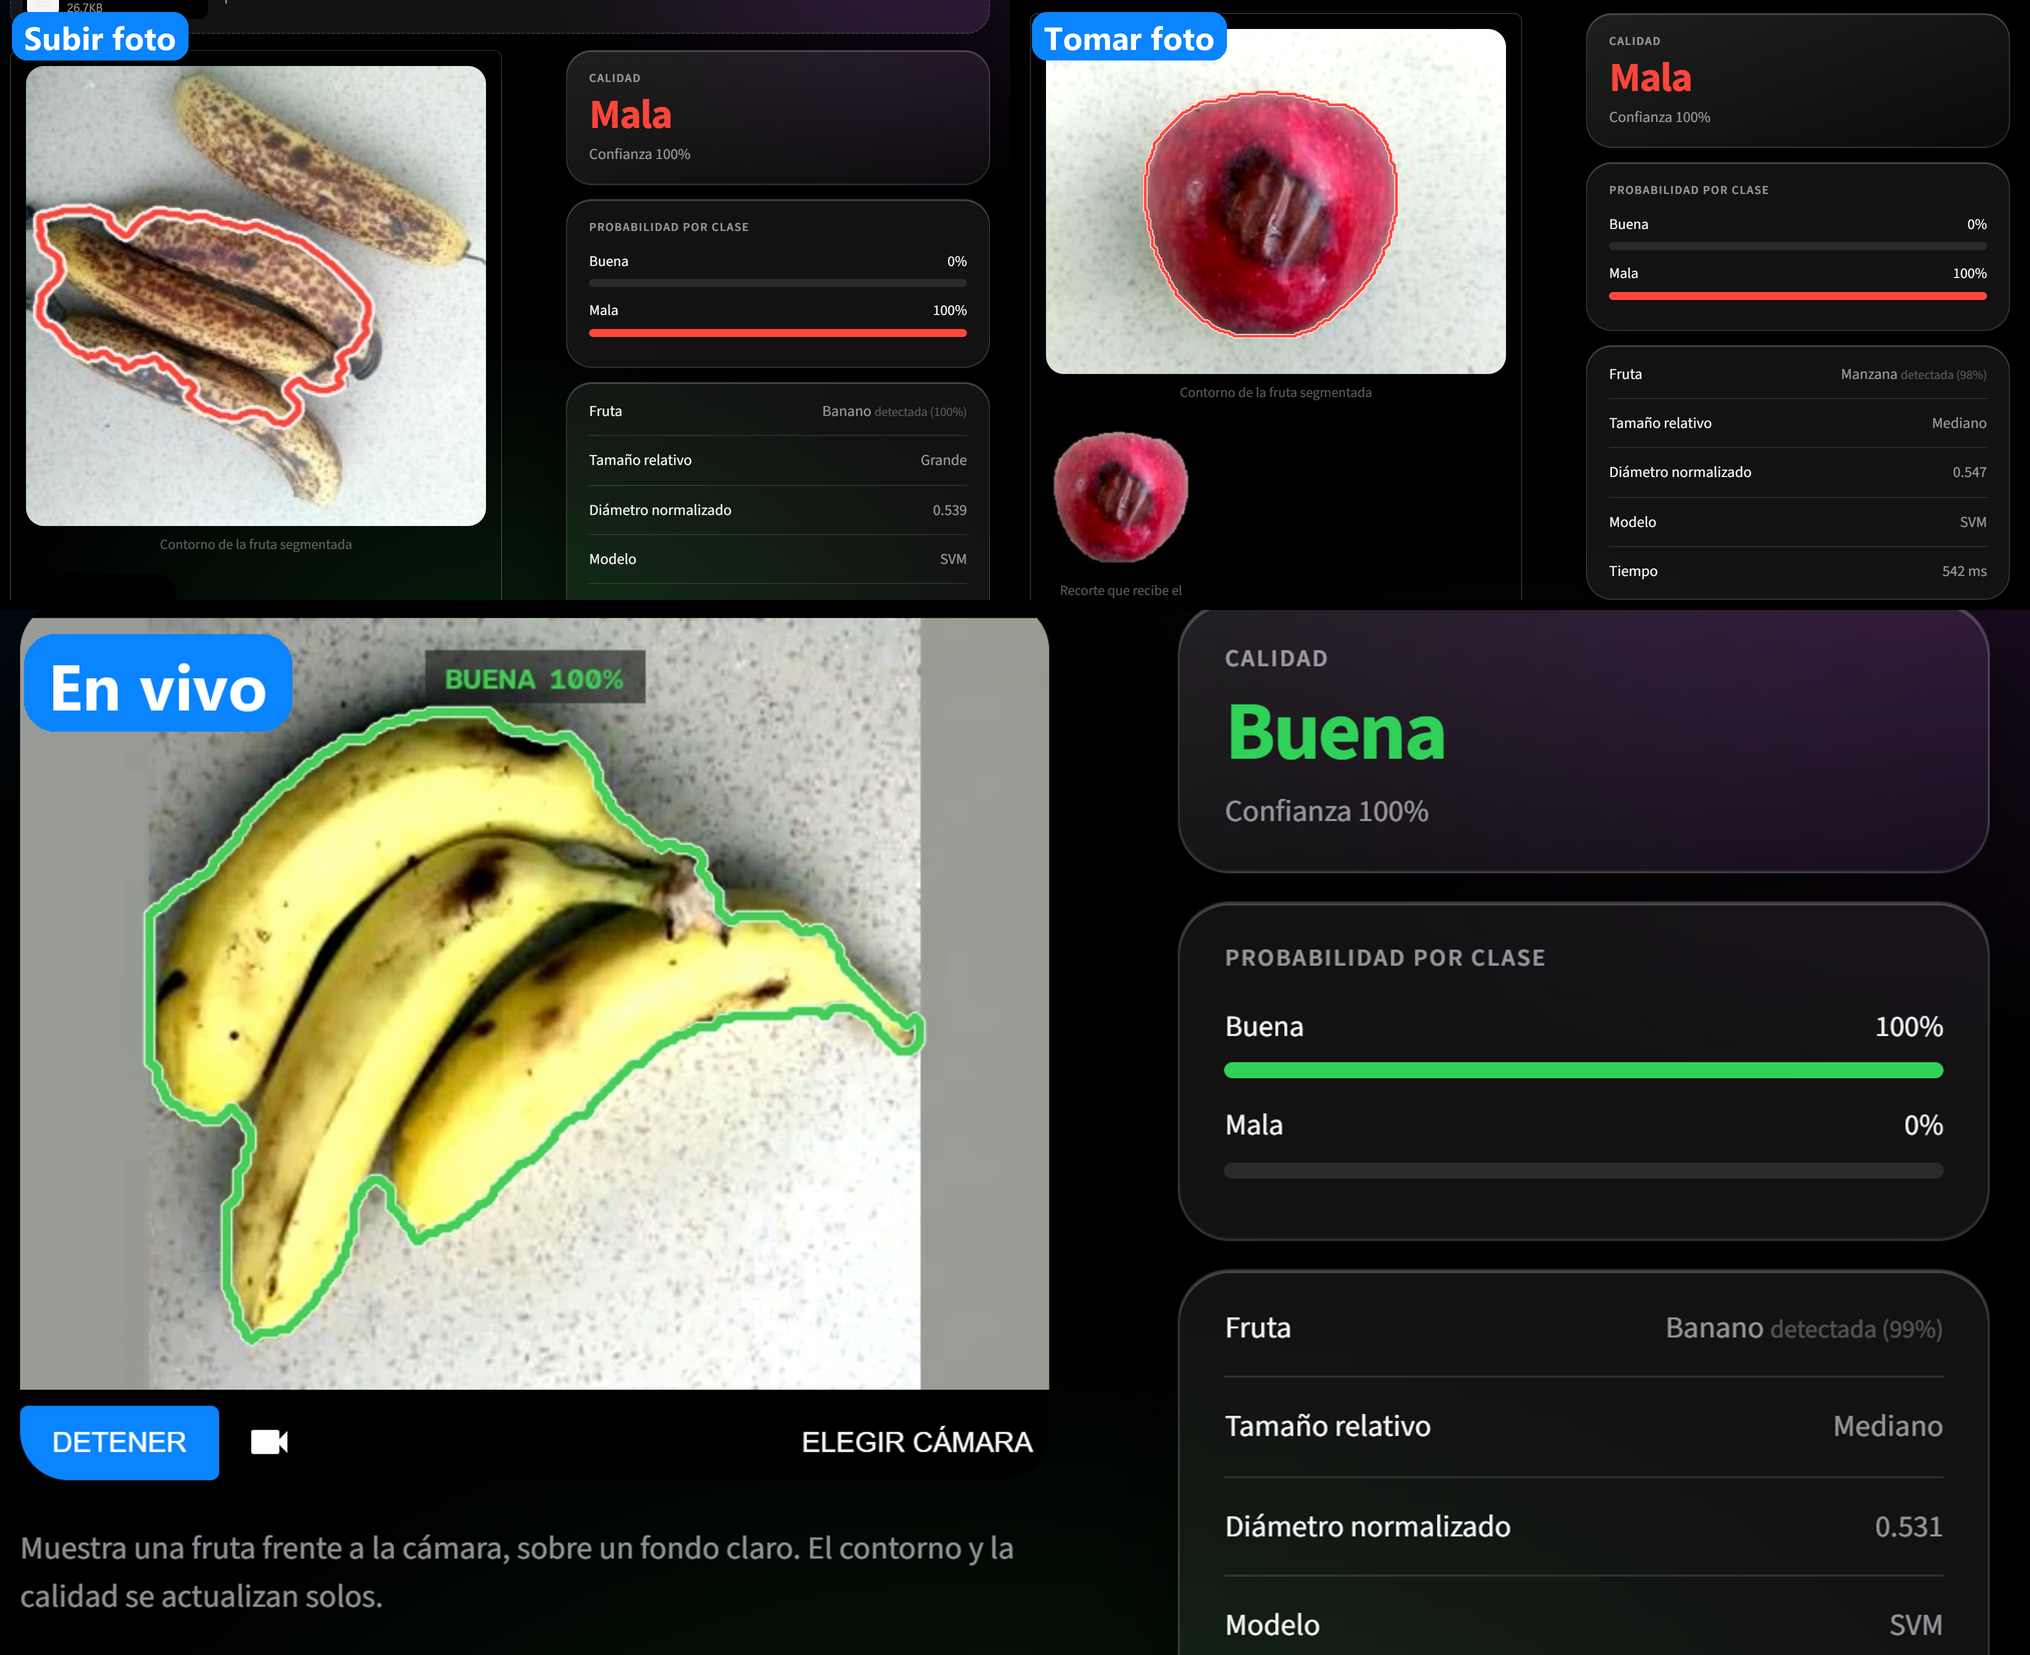 26.7KB
Subir foto
CALIDAD
Mala
Confianza 100%
PROBABILIDAD POR CLASE
Buena 0%
Mala 100%
Fruta Banano detectada (100%)
Tamaño relativo Grande
Diámetro normalizado 0.539
Modelo SVM
Contorno de la fruta segmentada
Tomar foto
CALIDAD
Mala
Confianza 100%
PROBABILIDAD POR CLASE
Buena 0%
Mala 100%
Fruta Manzana detectada (98%)
Tamaño relativo Mediano
Diámetro normalizado 0.547
Modelo SVM
Tiempo 542 ms
Contorno de la fruta segmentada
Recorte que recibe el
En vivo
BUENA 100%
DETENER
ELEGIR CÁMARA
Muestra una fruta frente a la cámara, sobre un fondo claro. El contorno y la
calidad se actualizan solos.
CALIDAD
Buena
Confianza 100%
PROBABILIDAD POR CLASE
Buena 100%
Mala 0%
Fruta Banano detectada (99%)
Tamaño relativo Mediano
Diámetro normalizado 0.531
Modelo SVM